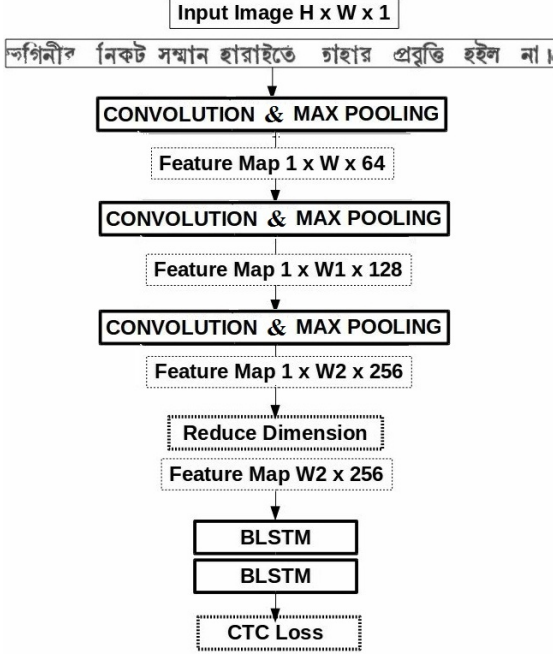 Input Image H x W x 1
ভগিনীর নিকট সম্মান হারাইতে তাহার প্রবৃত্তি হইল না।
CONVOLUTION & MAX POOLING
Feature Map 1 x W x 64
CONVOLUTION & MAX POOLING
Feature Map 1 x W1 x 128
CONVOLUTION & MAX POOLING
Feature Map 1 x W2 x 256
Reduce Dimension
Feature Map W2 x 256
BLSTM
BLSTM
CTC Loss